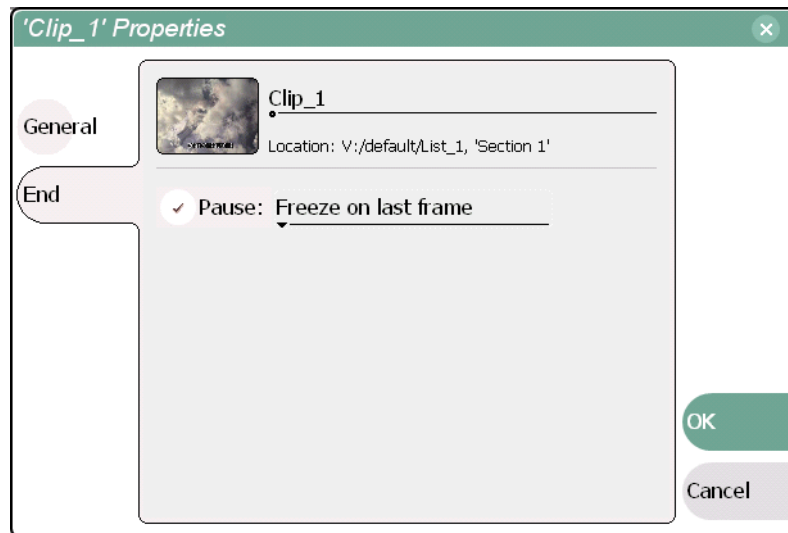 'Clip_1' Properties
General
End
Clip_1
Location: V:/default/List_1, 'Section 1'
Pause: Freeze on last frame
OK
Cancel